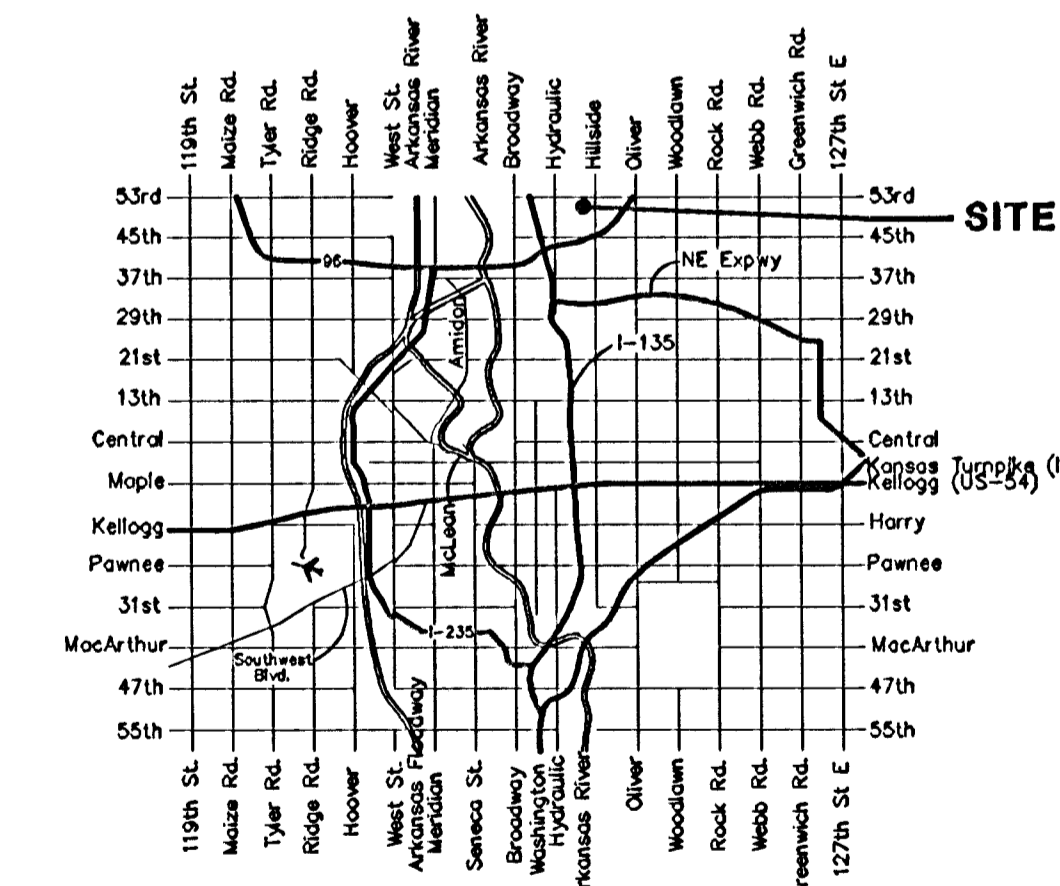 119th St.
Maize Rd.
Tyler Rd.
Ridge Rd.
Hoover
West St.
Arkansas River
Meridian
Arkansas River
Broadway
Hydraulic
Hillside
Oliver
Woodlawn
Rock Rd.
Webb Rd.
Greenwich Rd.
127th St E
53rd
45th
37th
29th
21st
13th
Central
Maple
Kellogg
Pawnee
31st
MacArthur
47th
55th
53rd
SITE
45th
37th
29th
21st
13th
Central
Kansas Turnpike (I
Kellogg (US-54)
Harry
Pawnee
31st
MacArthur
47th
55th
96
NE Expwy
Amidon
I-135
McLean
I-235
Southwest
Blvd.
119th St.
Maize Rd.
Tyler Rd.
Ridge Rd.
Hoover
West St.
Arkansas Floodway
Meridian
Seneca St.
Broadway
Washington
Hydraulic
rkansas River
Oliver
Woodlawn
Rock Rd.
Webb Rd.
reenwich Rd.
127th St E